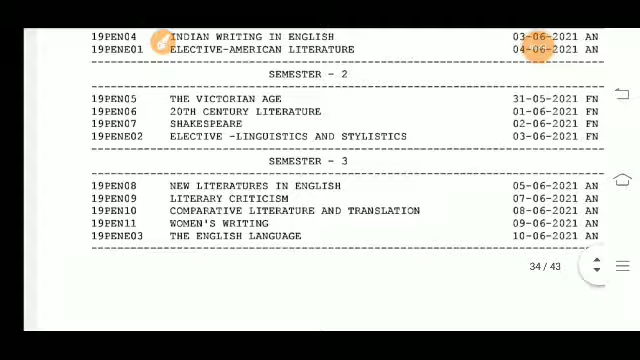 19PEN04 INDIAN WRITING IN ENGLISH 03-06-2021 AN
19PENE01 ELECTIVE-AMERICAN LITERATURE 04-06-2021 AN
SEMESTER - 2
19PEN05 THE VICTORIAN AGE 31-05-2021 FN
19PEN06 20TH CENTURY LITERATURE 01-06-2021 FN
19PEN07 SHAKESPEARE 02-06-2021 FN
19PENE02 ELECTIVE -LINGUISTICS AND STYLISTICS 03-06-2021 FN
SEMESTER - 3
19PEN08 NEW LITERATURES IN ENGLISH 05-06-2021 AN
19PEN09 LITERARY CRITICISM 07-06-2021 AN
19PEN10 COMPARATIVE LITERATURE AND TRANSLATION 08-06-2021 AN
19PEN11 WOMEN'S WRITING 09-06-2021 AN
19PENE03 THE ENGLISH LANGUAGE 10-06-2021 AN
34/43